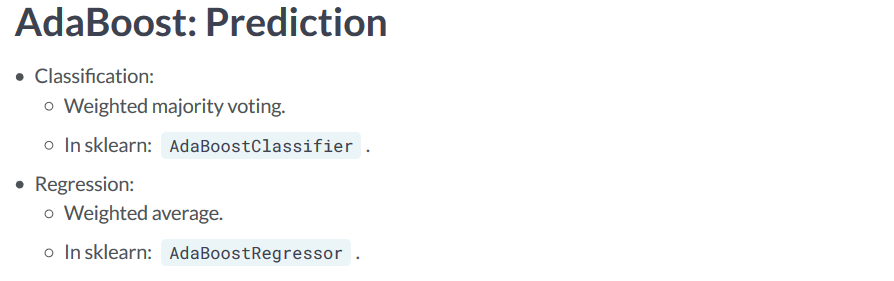 AdaBoost: Prediction
• Classification:
○ Weighted majority voting.
○ In sklearn: AdaBoostClassifier .
• Regression:
○ Weighted average.
○ In sklearn: AdaBoostRegressor .